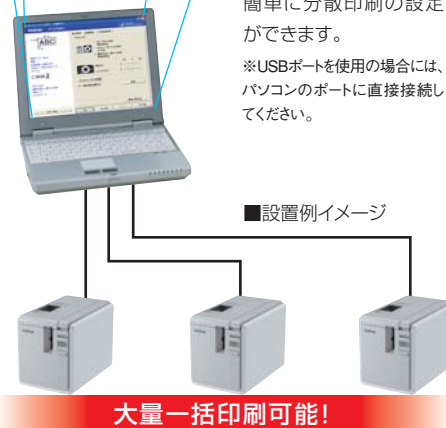 簡単に分散印刷の設定
ができます。
※USBポートを使用の場合には、
パソコンのポートに直接接続し
てください。
ABC
■設置例イメージ
大量一括印刷可能!